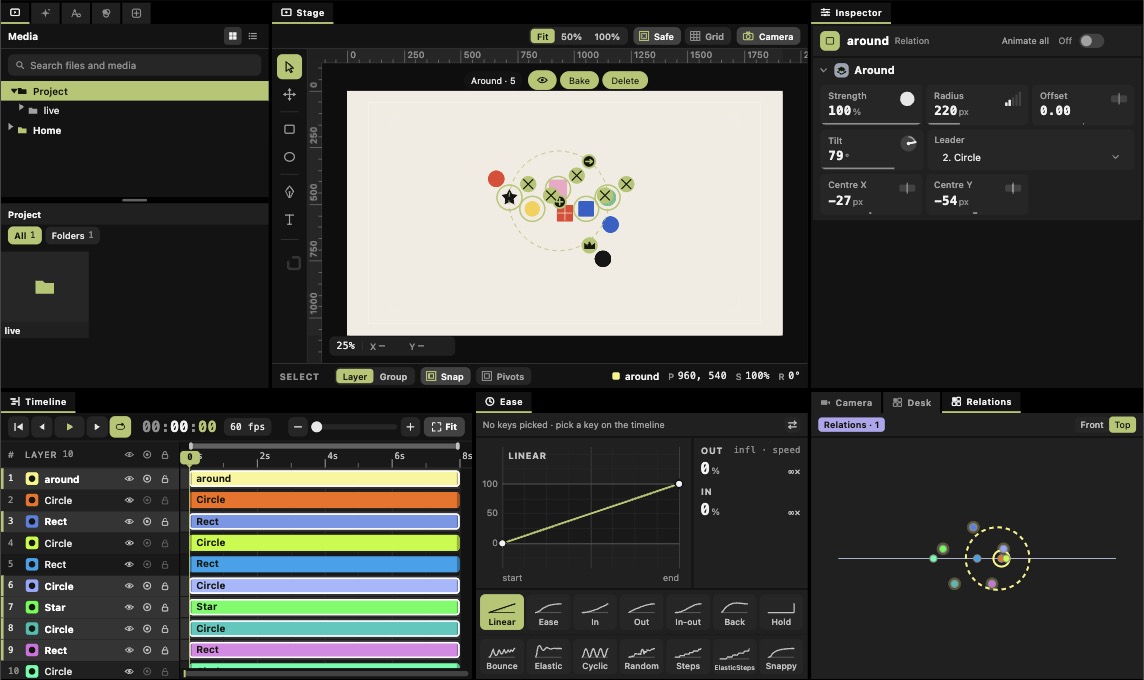 Media
Search files and media
Project
live
Home
Project
All 1
Folders 1
live
Stage
Fit
50%
100%
Safe
Grid
Camera
0
250
500
750
1000
1250
1500
1750
2
0
250
500
750
1000
Around · 5
Bake
Delete
25%
X –
Y –
SELECT
Layer
Group
Snap
Pivots
around
P 960, 540
S 100%
R 0°
Inspector
around Relation
Animate all
Off
Around
Strength
100 %
Radius
220 px
Offset
0.00
Tilt
79 °
Leader
2. Circle
Centre X
−27 px
Centre Y
−54 px
Timeline
00:00:00
60 fps
Fit
# LAYER 10
0s
2s
4s
6s
8s
1 around
around
2 Circle
Circle
3 Rect
Rect
4 Circle
Circle
5 Rect
Rect
6 Circle
Circle
7 Star
Star
8 Circle
Circle
9 Rect
Rect
10 Circle
Ease
No keys picked · pick a key on the timeline
LINEAR
100
50
0
start
end
OUT infl · speed
0 % ∞×
IN
0 % ∞×
Linear
Ease
In
Out
In-out
Back
Hold
Bounce
Elastic
Cyclic
Random
Steps
ElasticSteps
Snappy
Camera
Desk
Relations
Relations · 1
Front
Top